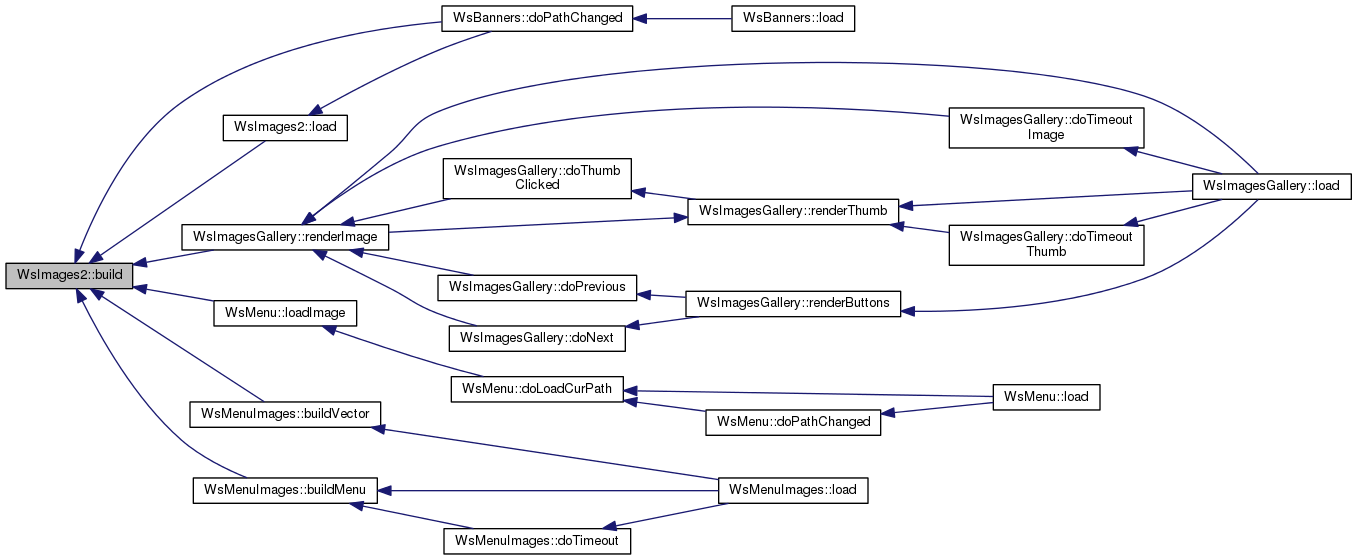 WsBanners::doPathChanged
WsBanners::load
WsImages2::load
WsImagesGallery::doTimeout
Image
WsImagesGallery::doThumb
Clicked
WsImagesGallery::load
WsImagesGallery::renderThumb
WsImagesGallery::renderImage
WsImagesGallery::doTimeout
Thumb
WsImages2::build
WsImagesGallery::doPrevious
WsImagesGallery::renderButtons
WsMenu::loadImage
WsImagesGallery::doNext
WsMenu::doLoadCurPath
WsMenu::load
WsMenuImages::buildVector
WsMenu::doPathChanged
WsMenuImages::buildMenu
WsMenuImages::load
WsMenuImages::doTimeout